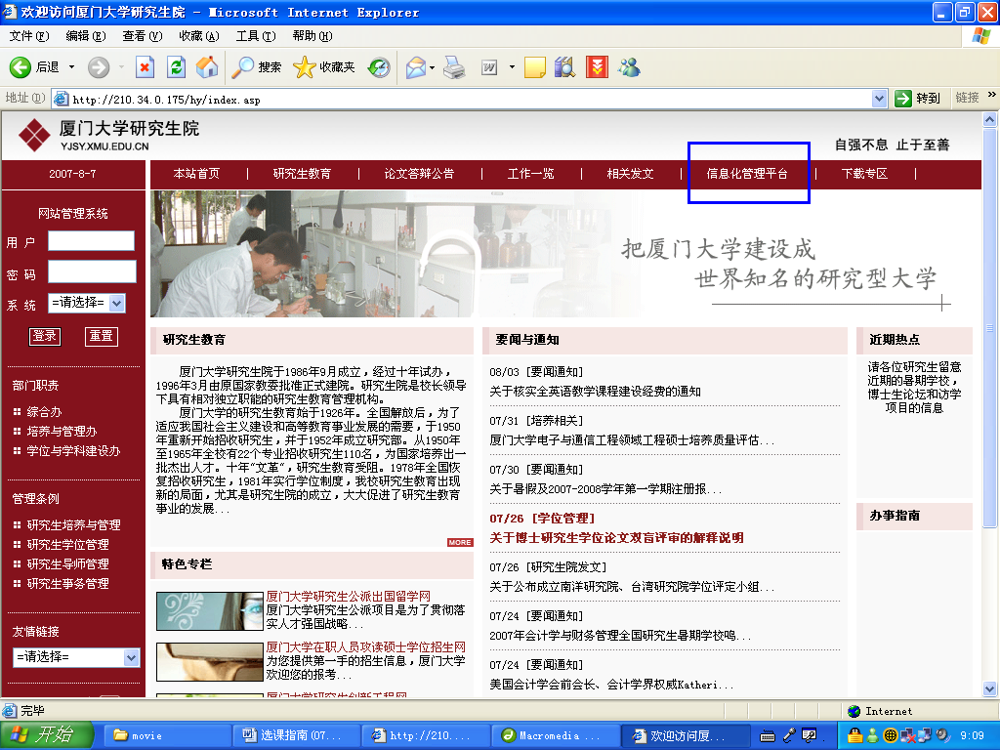 欢迎访问厦门大学研究生院 - Microsoft Internet Explorer
文件(F) 编辑(E) 查看(V) 收藏(A) 工具(T) 帮助(H)
后退 搜索 收藏夹
地址(D) http://210.34.0.175/hy/index.asp 转到 链接 »
厦门大学研究生院
YJSY.XMU.EDU.CN
自强不息 止于至善
2007-8-7 本站首页 | 研究生教育 | 论文答辩公告 | 工作一览 | 相关发文 | 信息化管理平台 | 下载专区 |
网站管理系统
用 户
密 码
系 统 =请选择=
登录 重置
部门职责
综合办
培养与管理办
学位与学科建设办
管理条例
研究生培养与管理
研究生学位管理
研究生导师管理
研究生事务管理
友情链接
=请选择=
把厦门大学建设成
世界知名的研究型大学
研究生教育
厦门大学研究生院于1986年9月成立，经过十年试办，
1996年3月由原国家教委批准正式建院。研究生院是校长领导
下具有相对独立职能的研究生教育管理机构。
厦门大学的研究生教育始于1926年。全国解放后，为了
适应我国社会主义建设和高等教育事业发展的需要，于1950
年重新开始招收研究生，并于1952年成立研究部。从1950年
至1965年全校有22个专业招收研究生110名，为国家培养出一
批杰出人才。十年“文革”，研究生教育受阻。1978年全国恢
复招收研究生，1981年实行学位制度，我校研究生教育出现
新的局面，尤其是研究生院的成立，大大促进了研究生教育
事业的发展...
MORE
特色专栏
厦门大学研究生公派出国留学网
厦门大学研究生公派项目是为了贯彻落
实人才强国战略...
厦门大学在职人员攻读硕士学位招生网
为您提供第一手的招生信息，厦门大学
欢迎您的报考...
厦门大学研究生创新工程网
要闻与通知
08/03 [要闻通知]
关于核实全英语教学课程建设经费的通知
07/31 [培养相关]
厦门大学电子与通信工程领域工程硕士培养质量评估...
07/30 [要闻通知]
关于暑假及2007-2008学年第一学期注册报...
07/26 [学位管理]
关于博士研究生学位论文双盲评审的解释说明
07/26 [研究生院发文]
关于公布成立南洋研究院、台湾研究院学位评定小组...
07/24 [要闻通知]
2007年会计学与财务管理全国研究生暑期学校鸣...
07/24 [要闻通知]
美国会计学会前会长、会计学界权威Katheri...
近期热点
请各位研究生留意
近期的暑期学校，
博士生论坛和访学
项目的信息
办事指南
完毕 Internet
开始 movie 选课指南(07... http://210.... Macromedia ... 欢迎访问厦... 9:09